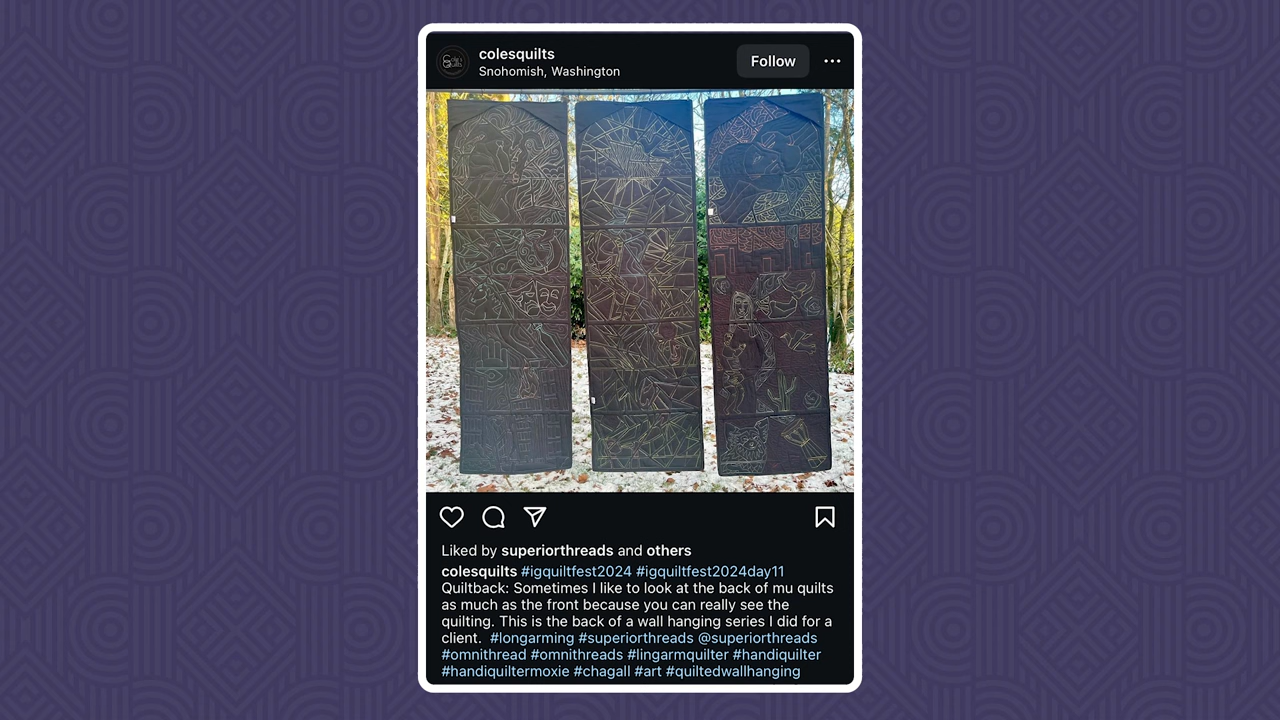 colesquilts
Snohomish, Washington
Follow
Liked by superiorthreads and others
colesquilts #igquiltfest2024 #igquiltfest2024day11
Quiltback: Sometimes I like to look at the back of mu quilts
as much as the front because you can really see the
quilting. This is the back of a wall hanging series I did for a
client. #longarming #superiorthreads @superiorthreads
#omnithread #omnithreads #lingarmquilter #handiquilter
#handiquiltermoxie #chagall #art #quiltedwallhanging